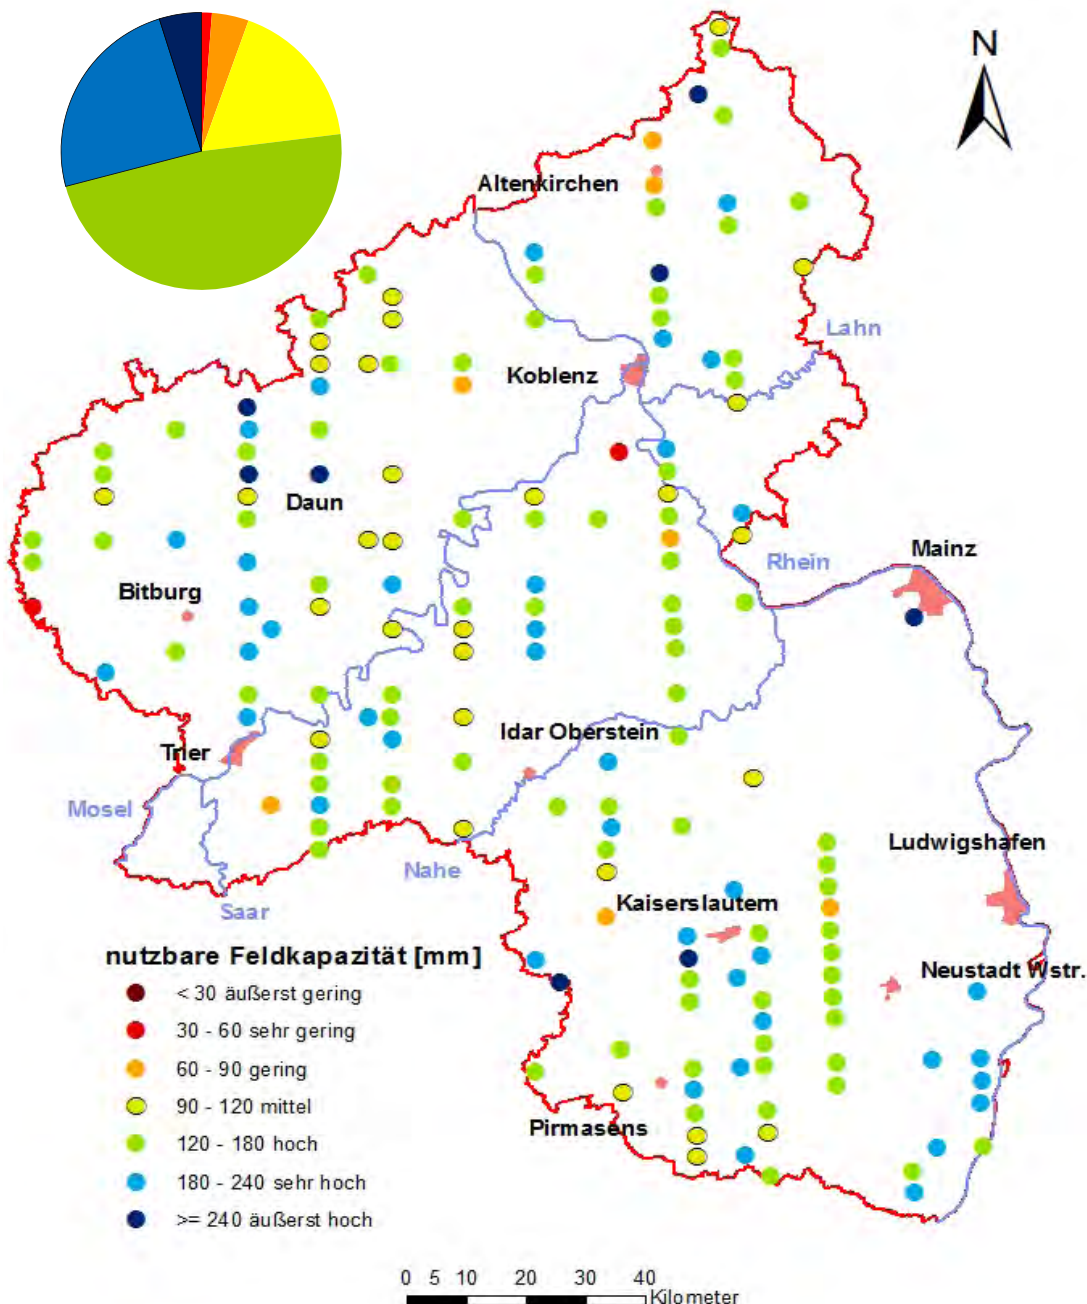 N
Altenkirchen
Lahn
Koblenz
Daun
Rhein
Mainz
Bitburg
Idar Oberstein
Trier
Mosel
Ludwigshafen
Nahe
Saar
Kaiserslautern
nutzbare Feldkapazität [mm]
Neustadt Wstr.
< 30 äußerst gering
30 - 60 sehr gering
60 - 90 gering
90 - 120 mittel
Pirmasens
120 - 180 hoch
180 - 240 sehr hoch
>= 240 äußerst hoch
0 5 10 20 30 40
Kilometer